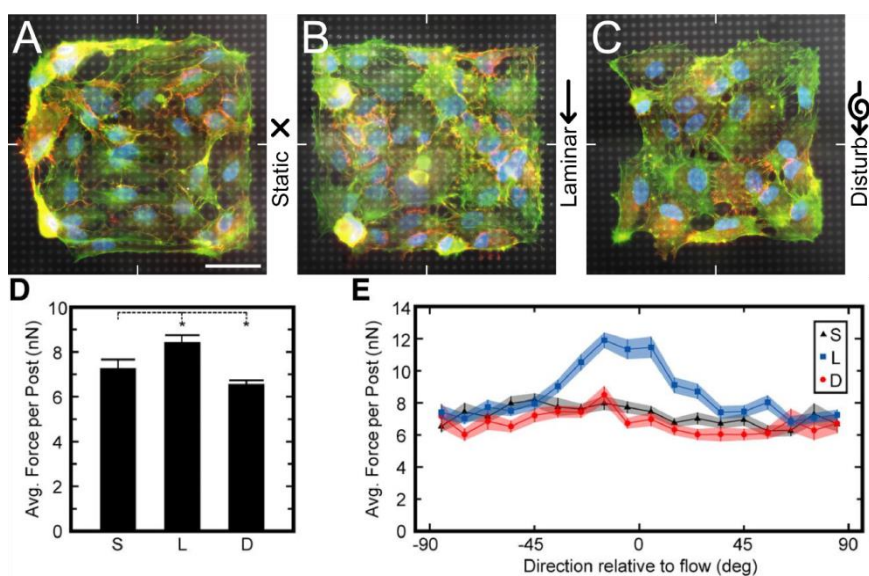 A
Static
B
Laminar
C
Disturb
D
Avg. Force per Post (nN)
10
8
6
4
2
0
* *
S L D
E
Avg. Force per Post (nN)
14
12
10
8
6
4
2
0
S
L
D
-90 -45 0 45 90
Direction relative to flow (deg)